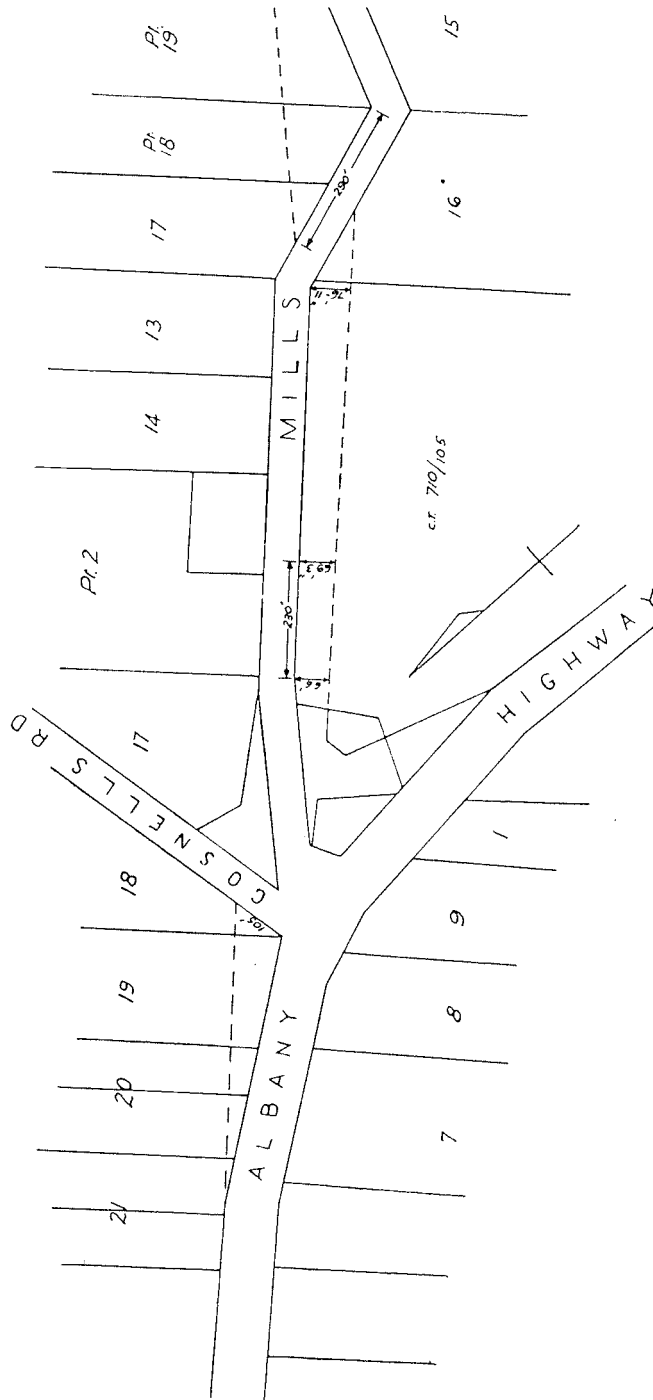 Pt. 19
15
Pt. 18
16
290'
17
MILLS
76'-11"
13
14
C.T. 710/105
Pt. 2
69'3"
230'
66'
HIGHWAY
17
GOSNELLS RD
1
18
105'
9
19
8
ALBANY
20
7
21